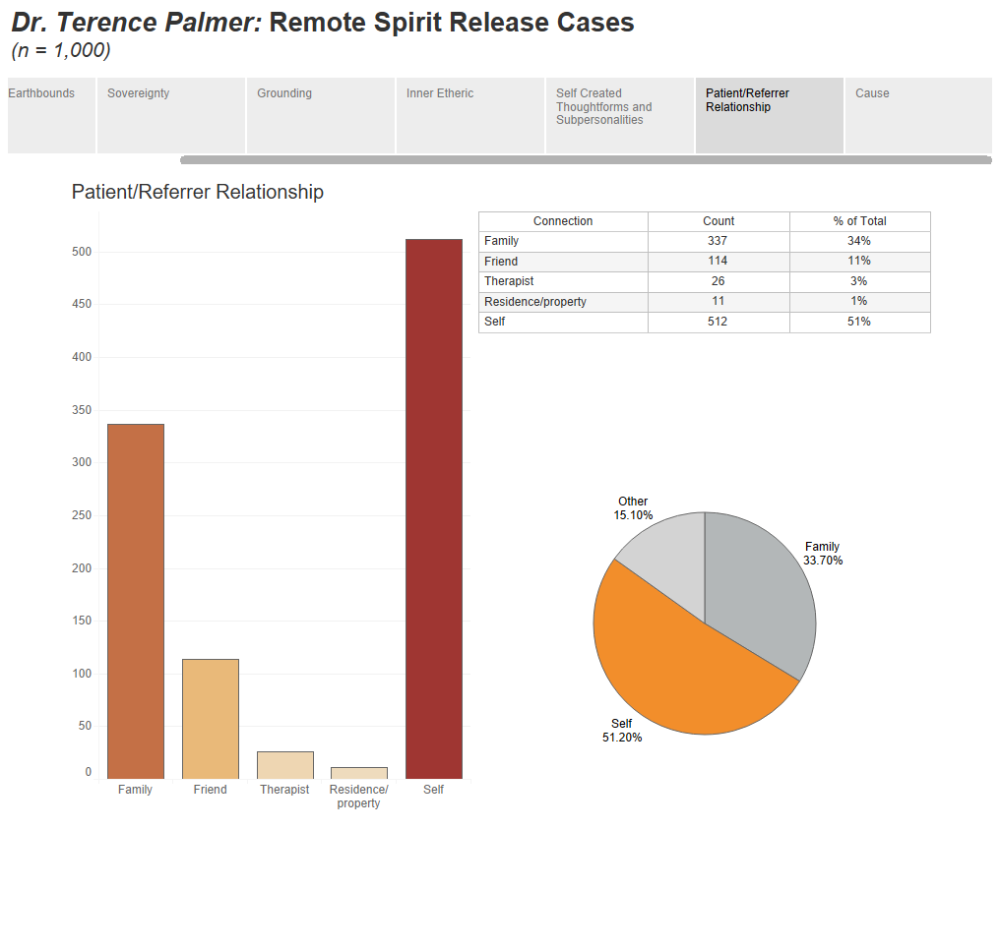 Dr. Terence Palmer: Remote Spirit Release Cases
(n = 1,000)
Earthbounds
Sovereignty
Grounding
Inner Etheric
Self Created
Thoughtforms and
Subpersonalities
Patient/Referrer
Relationship
Cause
Patient/Referrer Relationship
500
450
400
350
300
250
200
150
100
50
0
Family
Friend
Therapist
Residence/
property
Self
Connection Count % of Total
Family 337 34%
Friend 114 11%
Therapist 26 3%
Residence/property 11 1%
Self 512 51%
Other
15.10%
Family
33.70%
Self
51.20%